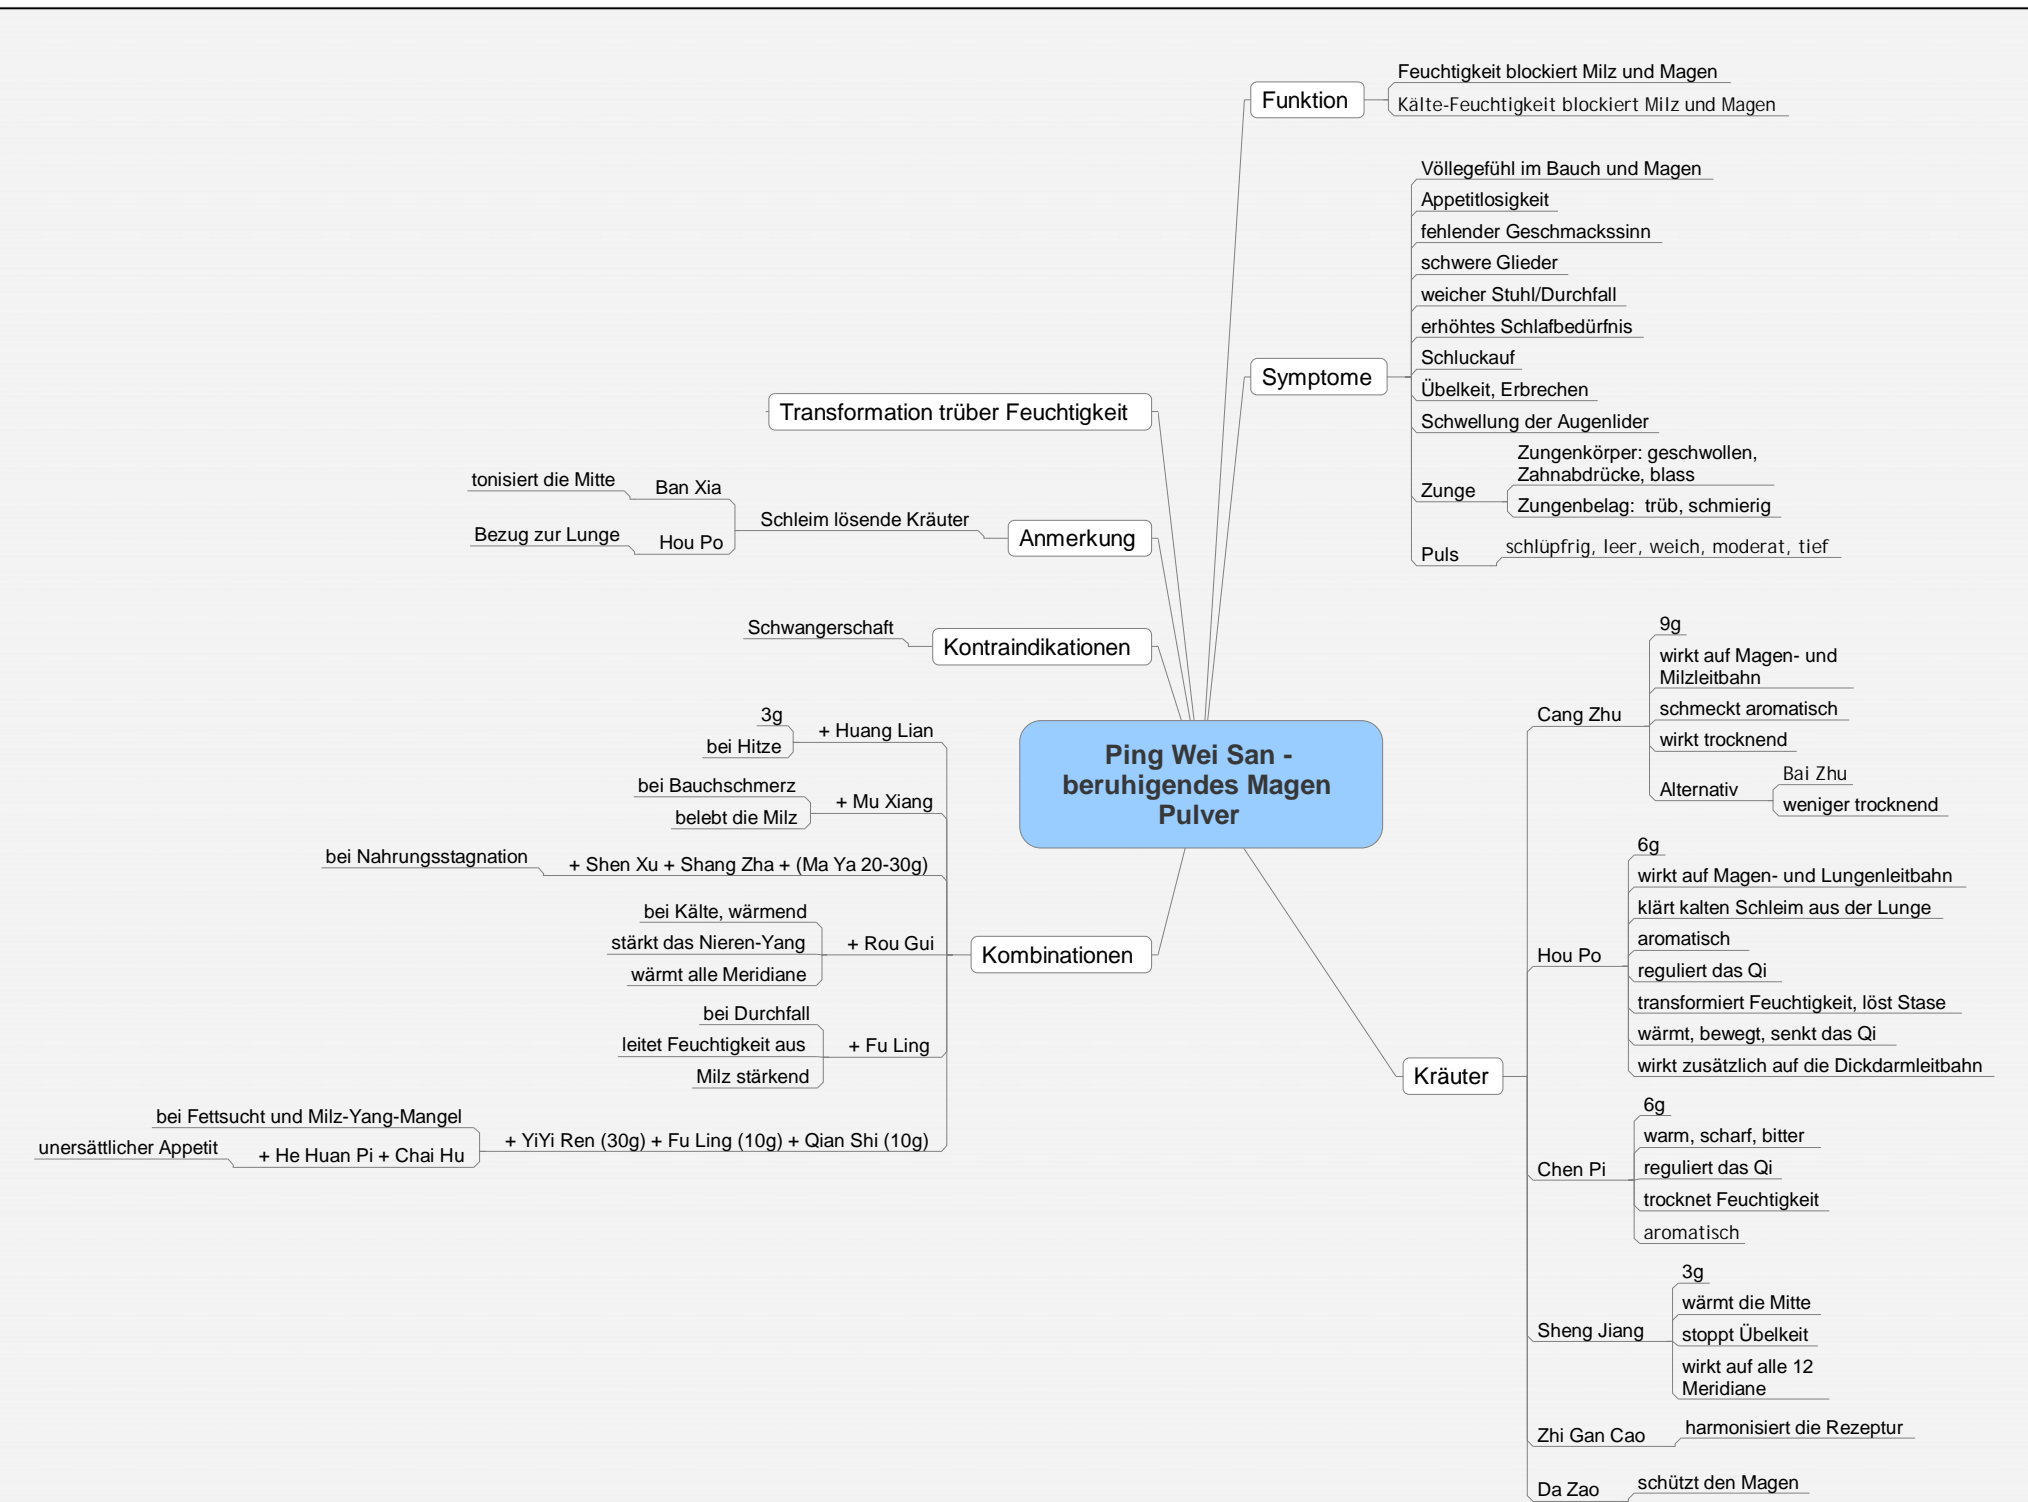 Ping Wei San -
beruhigendes Magen
Pulver
Funktion
Feuchtigkeit blockiert Milz und Magen
Kälte-Feuchtigkeit blockiert Milz und Magen
Symptome
Völlegefühl im Bauch und Magen
Appetitlosigkeit
fehlender Geschmackssinn
schwere Glieder
weicher Stuhl/Durchfall
erhöhtes Schlafbedürfnis
Schluckauf
Übelkeit, Erbrechen
Schwellung der Augenlider
Zunge
Zungenkörper: geschwollen,
Zahnabdrücke, blass
Zungenbelag: trüb, schmierig
Puls
schlüpfrig, leer, weich, moderat, tief
Kräuter
Cang Zhu
9g
wirkt auf Magen- und
Milzleitbahn
schmeckt aromatisch
wirkt trocknend
Alternativ
Bai Zhu
weniger trocknend
Hou Po
6g
wirkt auf Magen- und Lungenleitbahn
klärt kalten Schleim aus der Lunge
aromatisch
reguliert das Qi
transformiert Feuchtigkeit, löst Stase
wärmt, bewegt, senkt das Qi
wirkt zusätzlich auf die Dickdarmleitbahn
Chen Pi
6g
warm, scharf, bitter
reguliert das Qi
trocknet Feuchtigkeit
aromatisch
Sheng Jiang
3g
wärmt die Mitte
stoppt Übelkeit
wirkt auf alle 12
Meridiane
Zhi Gan Cao
harmonisiert die Rezeptur
Da Zao
schützt den Magen
Transformation trüber Feuchtigkeit
Anmerkung
Schleim lösende Kräuter
Ban Xia
tonisiert die Mitte
Hou Po
Bezug zur Lunge
Kontraindikationen
Schwangerschaft
Kombinationen
+ Huang Lian
3g
bei Hitze
+ Mu Xiang
bei Bauchschmerz
belebt die Milz
+ Shen Xu + Shang Zha + (Ma Ya 20-30g)
bei Nahrungsstagnation
+ Rou Gui
bei Kälte, wärmend
stärkt das Nieren-Yang
wärmt alle Meridiane
+ Fu Ling
bei Durchfall
leitet Feuchtigkeit aus
Milz stärkend
+ YiYi Ren (30g) + Fu Ling (10g) + Qian Shi (10g)
bei Fettsucht und Milz-Yang-Mangel
+ He Huan Pi + Chai Hu
unersättlicher Appetit